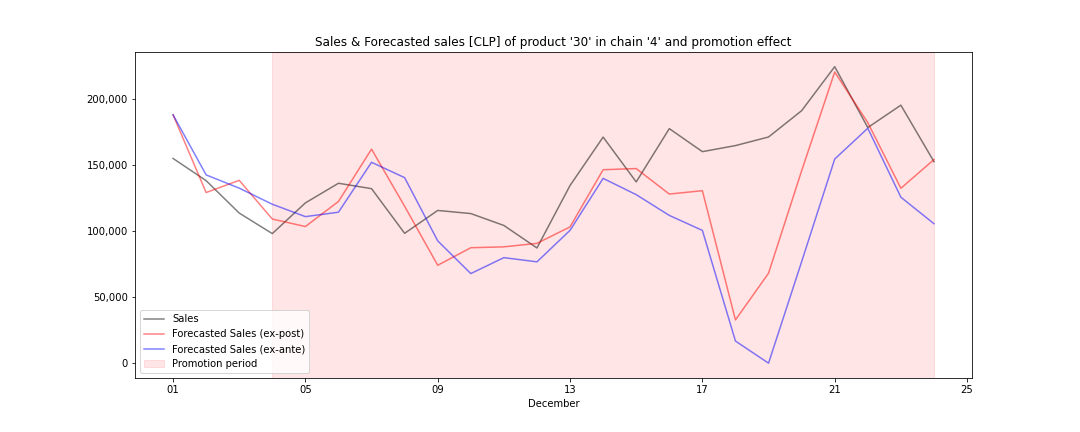 Sales & Forecasted sales [CLP] of product '30' in chain '4' and promotion effect
200,000
150,000
100,000
50,000
0
Sales
Forecasted Sales (ex-post)
Forecasted Sales (ex-ante)
Promotion period
01 05 09 13 17 21 25
December